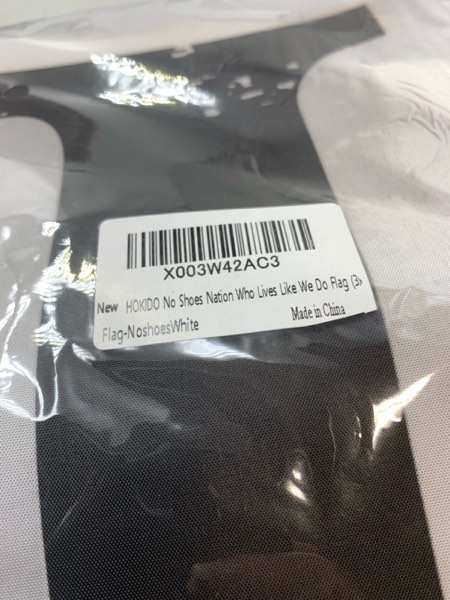 X003W42AC3
New HOKIDO No Shoes Nation Who Lives Like We Do Flag (3x
Flag-NoshoesWhite
Made in China